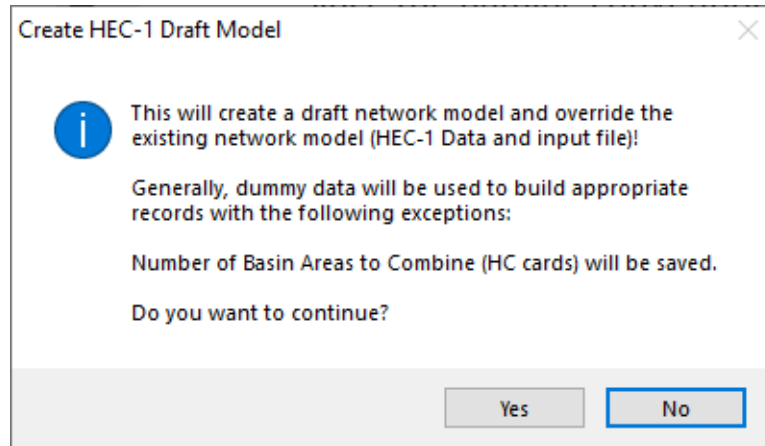 Create HEC-1 Draft Model
This will create a draft network model and override the
existing network model (HEC-1 Data and input file)!
Generally, dummy data will be used to build appropriate
records with the following exceptions:
Number of Basin Areas to Combine (HC cards) will be saved.
Do you want to continue?
Yes
No